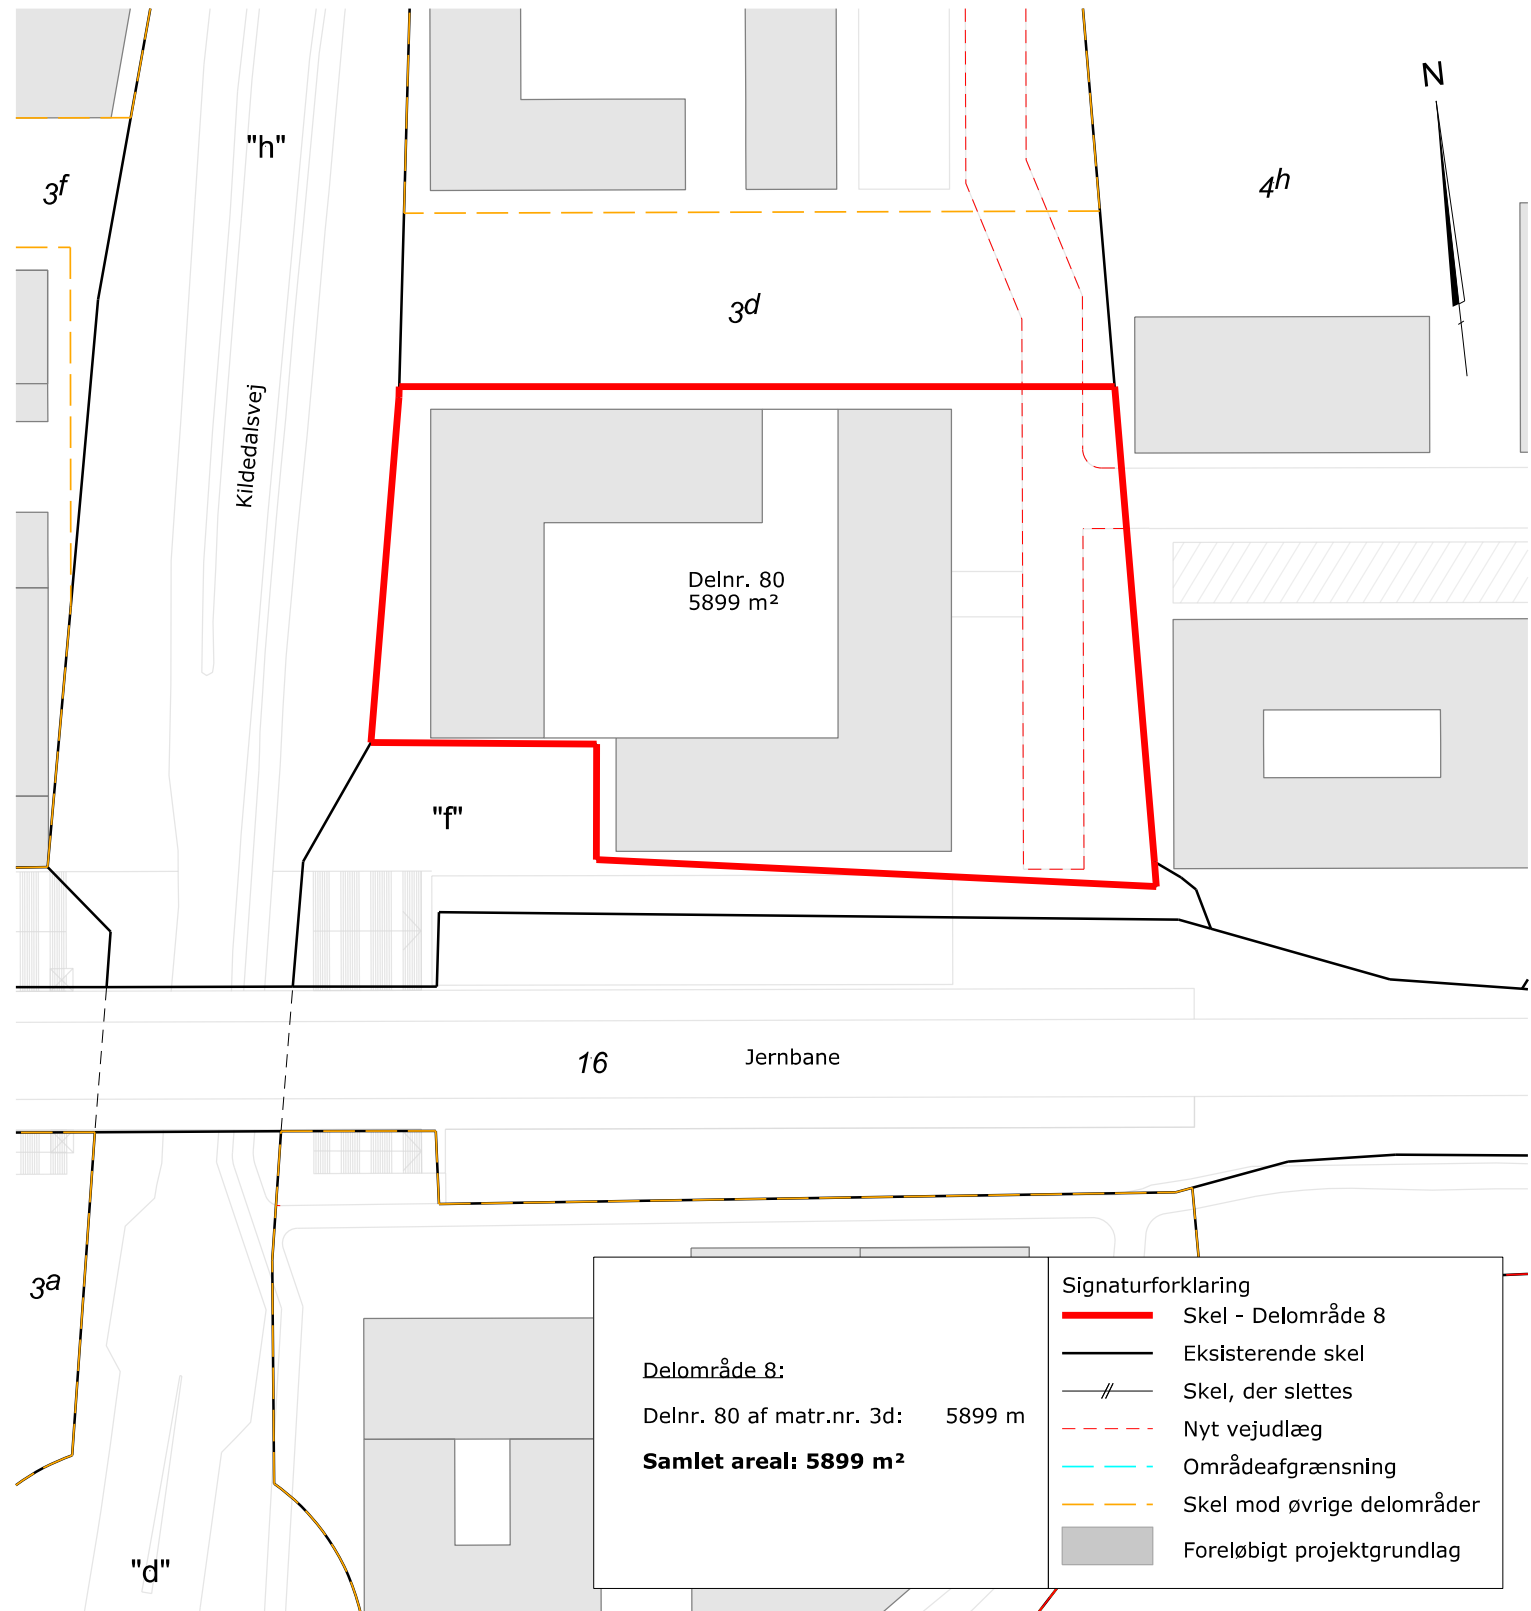 N
"h"
3f
4h
3d
Kildedalsvej
Delnr. 80
5899 m²
"f"
16
Jernbane
3a
"d"
Delområde 8:
Delnr. 80 af matr.nr. 3d: 5899 m
Samlet areal: 5899 m²
Signaturforklaring
Skel - Delområde 8
Eksisterende skel
Skel, der slettes
Nyt vejudlæg
Områdeafgrænsning
Skel mod øvrige delområder
Foreløbigt projektgrundlag